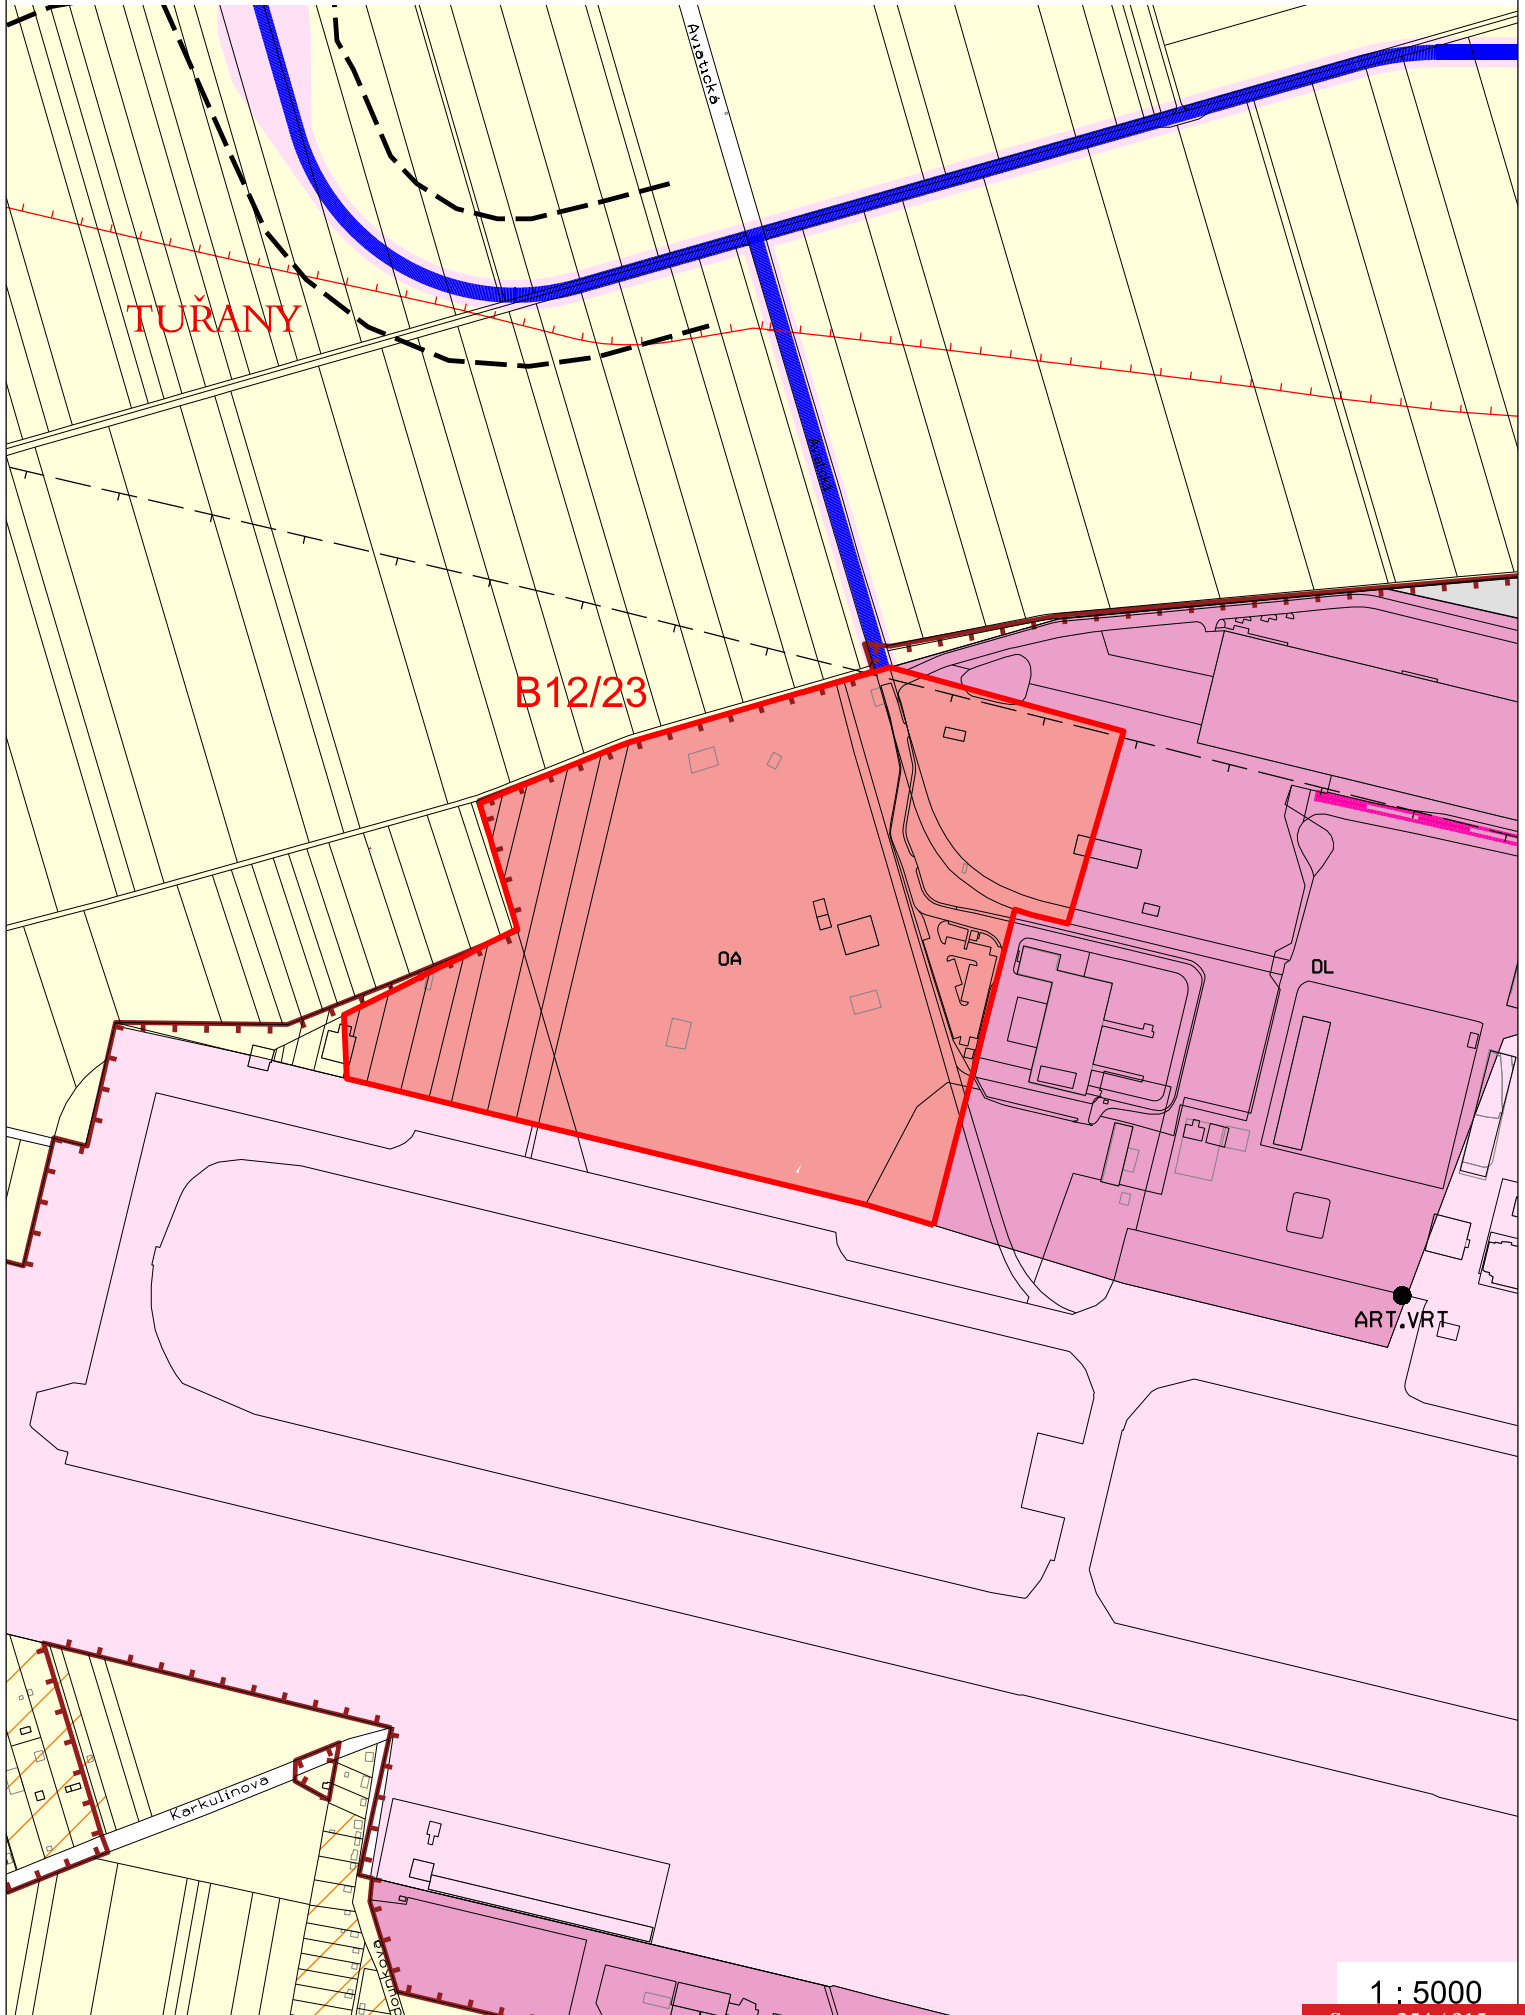 Aviatická
TUŘANY
Aviatická
B12/23
OA
DL
ART.VRT
Karkulínova
1 : 5000